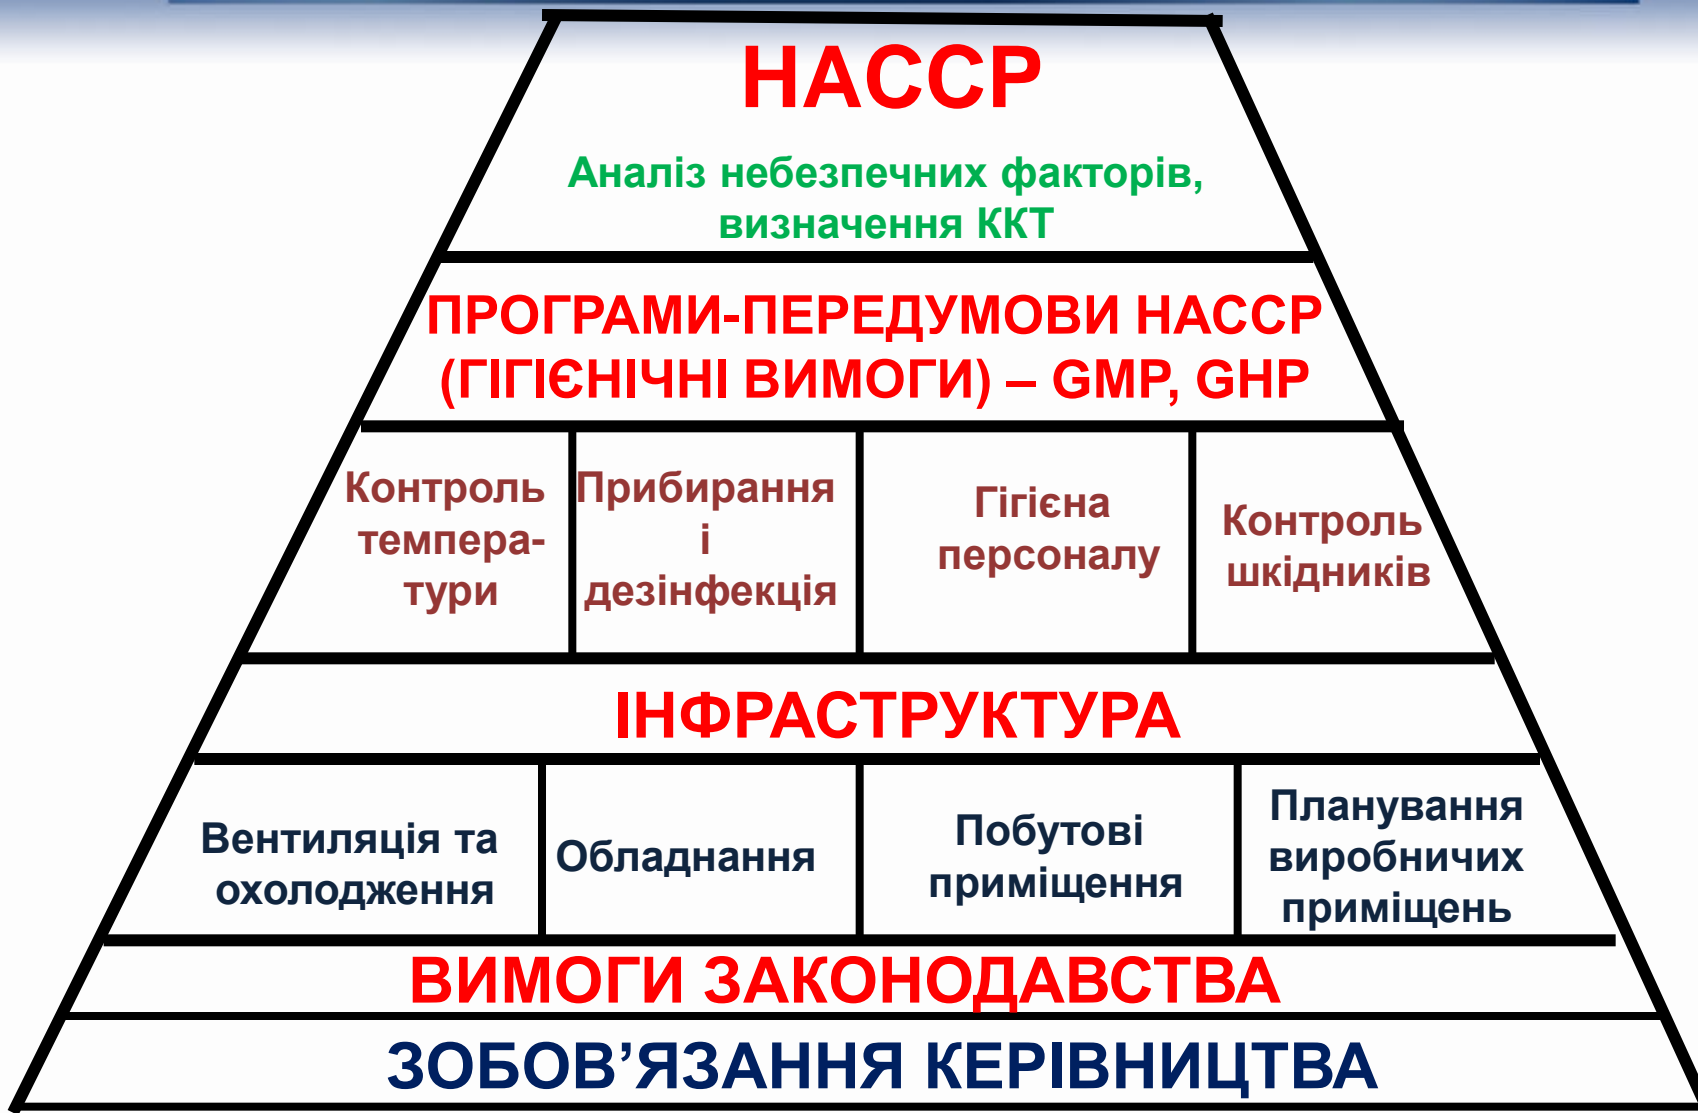 НАССР
Аналіз небезпечних факторів,
визначення ККТ
ПРОГРАМИ-ПЕРЕДУМОВИ НАССР
(ГІГІЄНІЧНІ ВИМОГИ) – GMP, GHP
Контроль
темпера-
тури
Прибирання
і
дезінфекція
Гігієна
персоналу
Контроль
шкідників
ІНФРАСТРУКТУРА
Вентиляція та
охолодження
Обладнання
Побутові
приміщення
Планування
виробничих
приміщень
ВИМОГИ ЗАКОНОДАВСТВА
ЗОБОВ’ЯЗАННЯ КЕРІВНИЦТВА